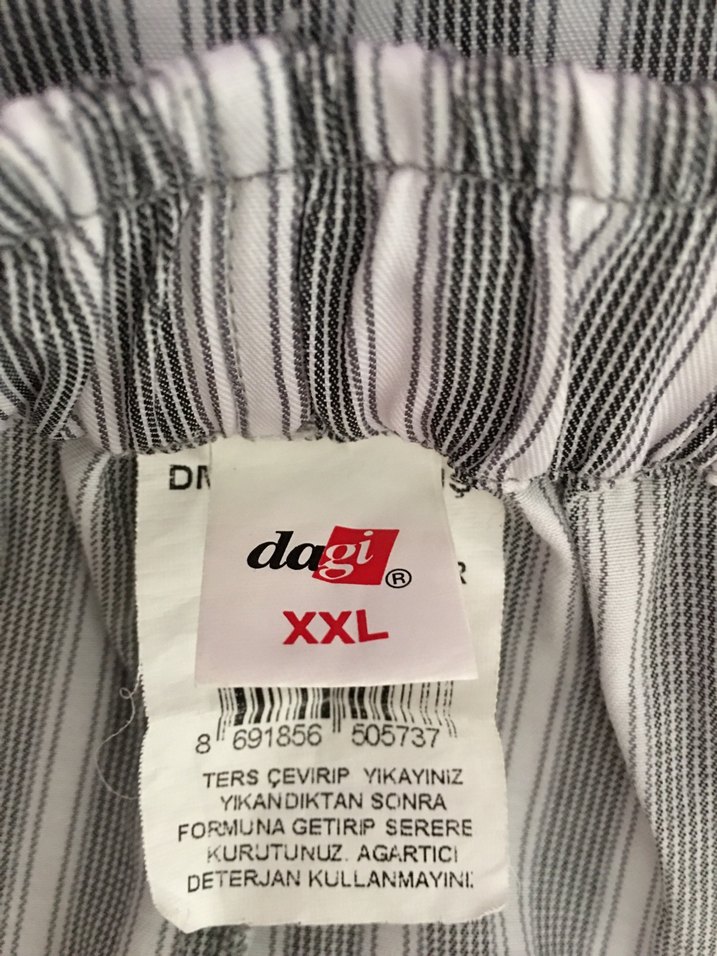 dagi®
XXL
8 691856 505737
TERS ÇEVIRIP YIKAYINIZ
YIKANDIKTAN SONRA
FORMUNA GETIRIP SERERE
KURUTUNUZ. AGARTICI
DETERJAN KULLANMAYINI